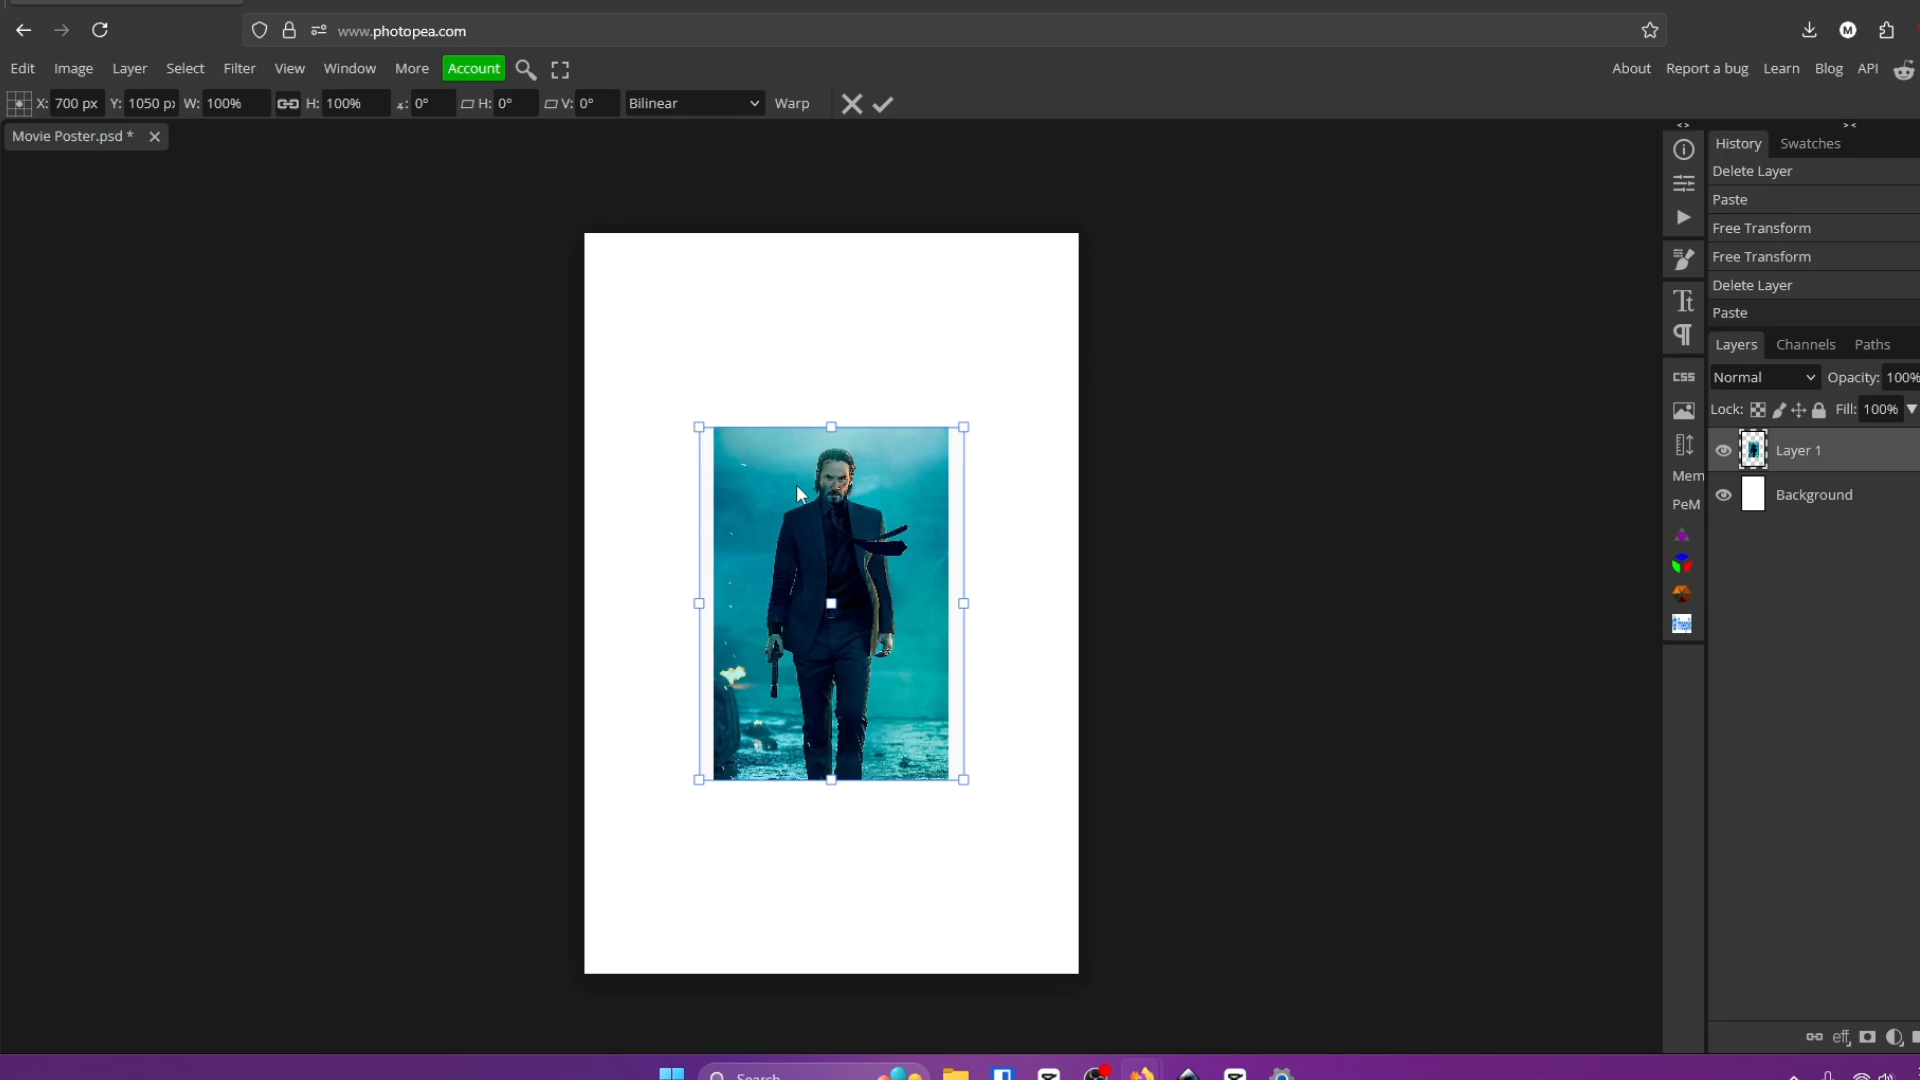 www.photopea.com
M
Edit Image Layer Select Filter View Window More Account
About Report a bug Learn Blog API
X: 700 px Y: 1050 p W: 100% H: 100% 0° H: 0° V: 0° Bilinear Warp
Movie Poster.psd *
< >
> <
History Swatches
Delete Layer
Paste
Free Transform
Free Transform
Delete Layer
Paste
Layers Channels Paths
CSS
Normal Opacity: 100%
Lock: Fill: 100%
Layer 1
Mem
Background
PeM
eff
Search